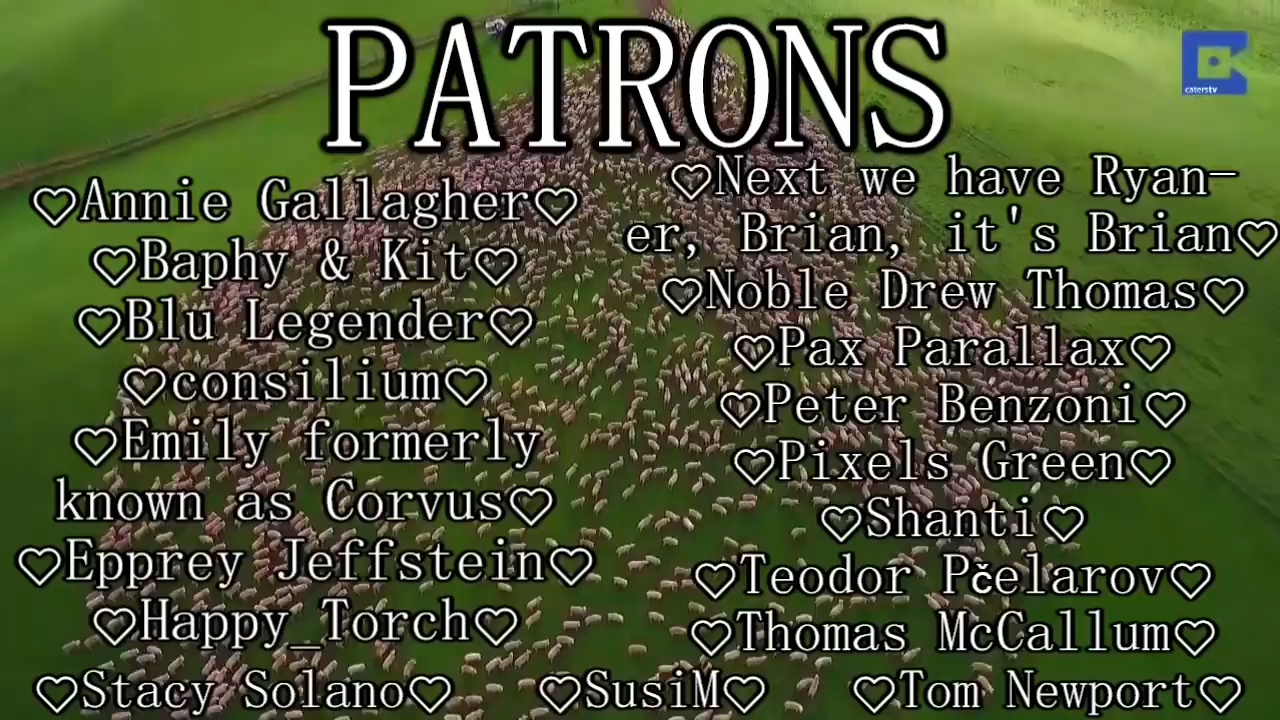 PATRONS
caterstv
♡Annie Gallagher♡
♡Baphy & Kit♡
♡Blu Legender♡
♡consilium♡
♡Emily formerly
known as Corvus♡
♡Epprey Jeffstein♡
♡Happy_Torch♡
♡Next we have Ryan-
er, Brian, it's Brian♡
♡Noble Drew Thomas♡
♡Pax Parallax♡
♡Peter Benzoni♡
♡Pixels Green♡
♡Shanti♡
♡Teodor Pčelarov♡
♡Thomas McCallum♡
♡Stacy Solano♡ ♡SusiM♡ ♡Tom Newport♡